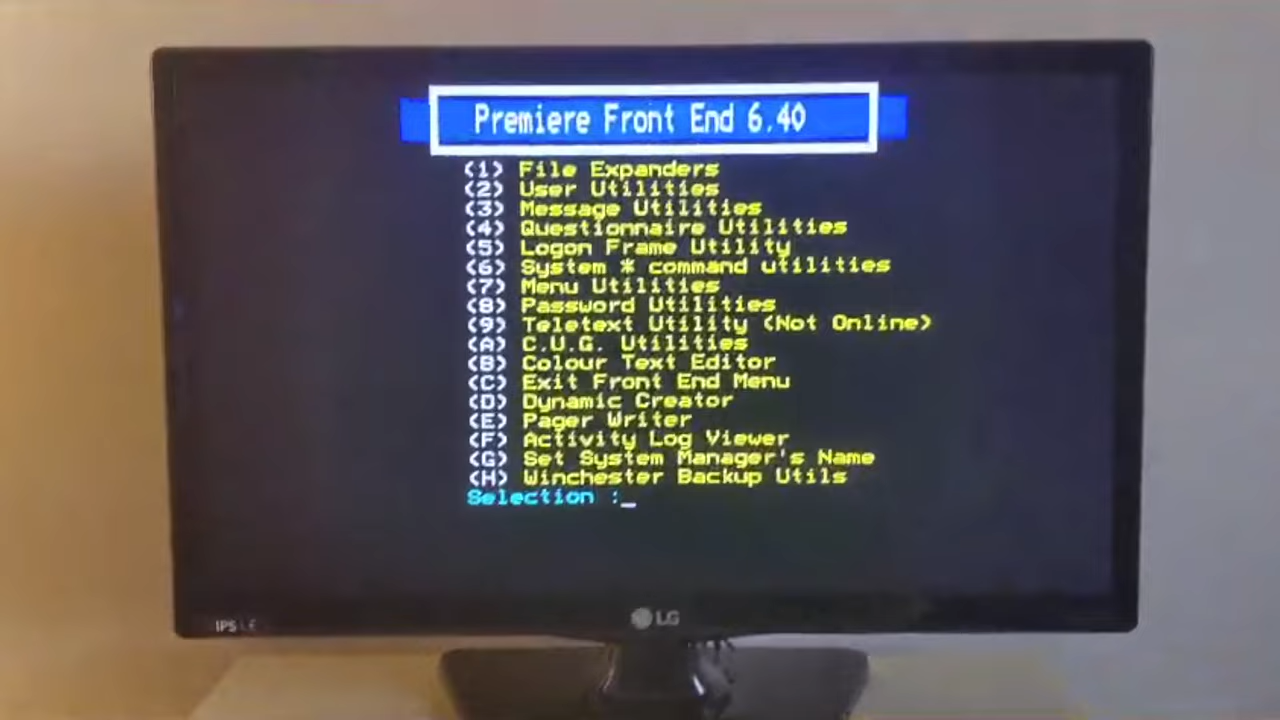 Premiere Front End 6.40
(1) File Expanders
(2) User Utilities
(3) Message Utilities
(4) Questionnaire Utilities
(5) Logon Frame Utility
(6) System * command utilities
(7) Menu Utilities
(8) Password Utilities
(9) Teletext Utility (Not Online)
(A) C.U.G. Utilities
(B) Colour Text Editor
(C) Exit Front End Menu
(D) Dynamic Creator
(E) Pager Writer
(F) Activity Log Viewer
(G) Set System Manager's Name
(H) Winchester Backup Utils
Selection :_
IPS
LG